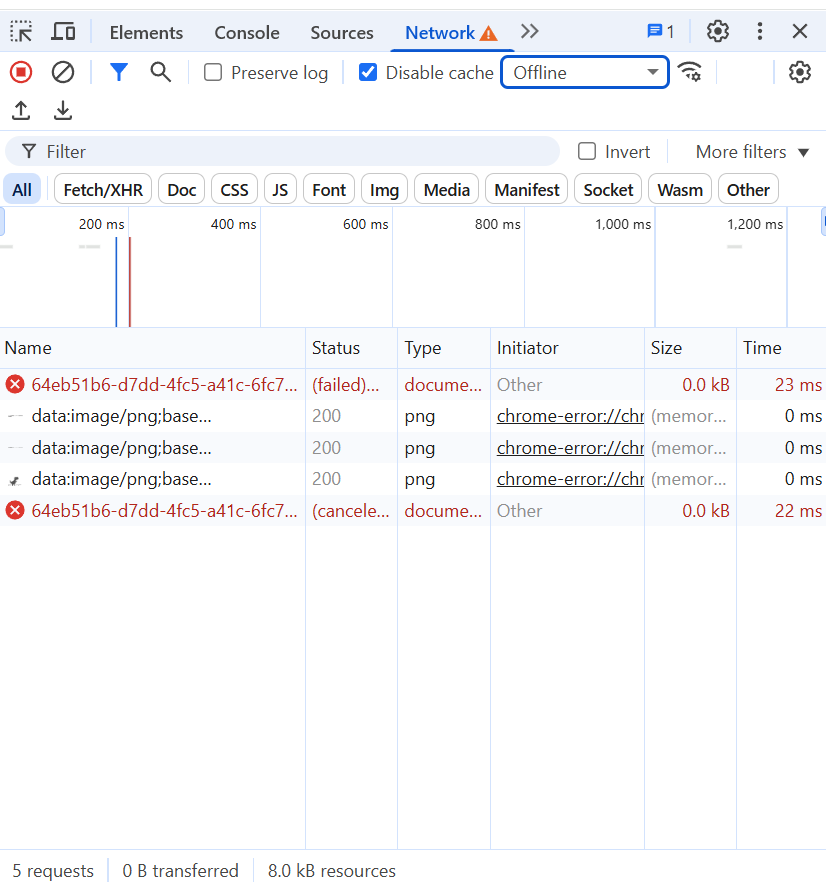 Elements Console Sources Network 1
Preserve log Disable cache Offline
Filter Invert More filters
All Fetch/XHR Doc CSS JS Font Img Media Manifest Socket Wasm Other
200 ms 400 ms 600 ms 800 ms 1,000 ms 1,200 ms
Name Status Type Initiator Size Time
64eb51b6-d7dd-4fc5-a41c-6fc7... (failed)... docume... Other 0.0 kB 23 ms
data:image/png;base... 200 png chrome-error://chr (memor... 0 ms
data:image/png;base... 200 png chrome-error://chr (memor... 0 ms
data:image/png;base... 200 png chrome-error://chr (memor... 0 ms
64eb51b6-d7dd-4fc5-a41c-6fc7... (cancele... docume... Other 0.0 kB 22 ms
5 requests 0 B transferred 8.0 kB resources